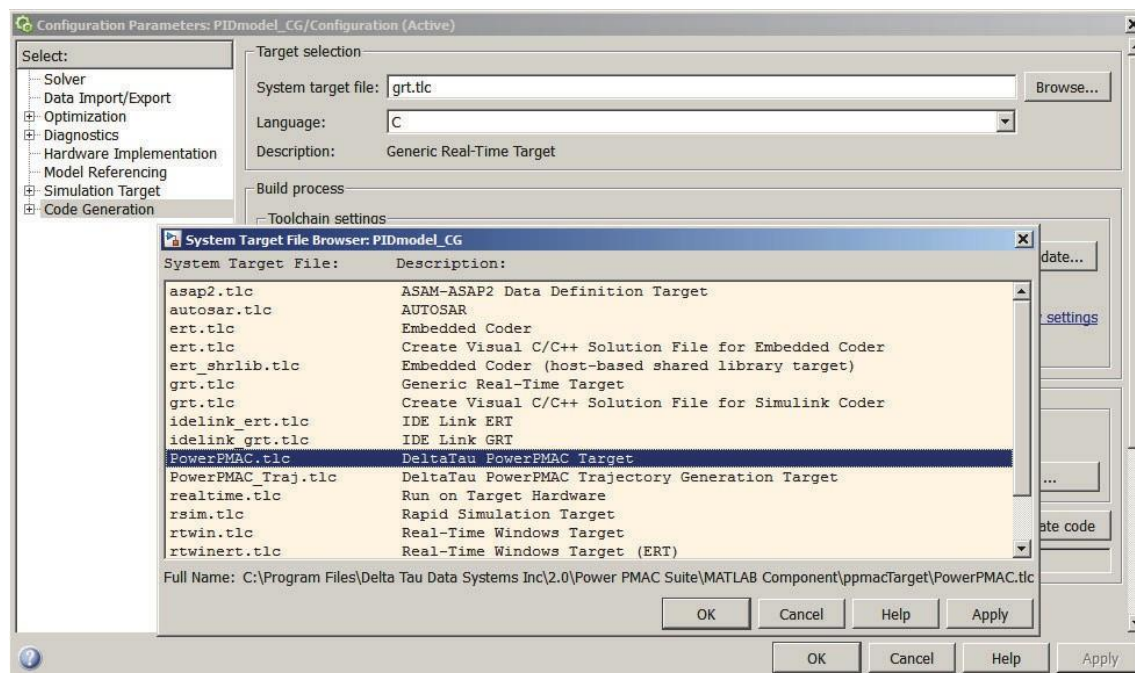 Configuration Parameters: PIDmodel_CG/Configuration (Active)
Select:
Solver
Data Import/Export
Optimization
Diagnostics
Hardware Implementation
Model Referencing
Simulation Target
Code Generation
Target selection
System target file: grt.tlc Browse...
Language: C
Description: Generic Real-Time Target
Build process
Toolchain settings
date...
settings
...
ate code
System Target File Browser: PIDmodel_CG
System Target File: Description:
asap2.tlc ASAM-ASAP2 Data Definition Target
autosar.tlc AUTOSAR
ert.tlc Embedded Coder
ert.tlc Create Visual C/C++ Solution File for Embedded Coder
ert_shrlib.tlc Embedded Coder (host-based shared library target)
grt.tlc Generic Real-Time Target
grt.tlc Create Visual C/C++ Solution File for Simulink Coder
idelink_ert.tlc IDE Link ERT
idelink_grt.tlc IDE Link GRT
PowerPMAC.tlc DeltaTau PowerPMAC Target
PowerPMAC_Traj.tlc DeltaTau PowerPMAC Trajectory Generation Target
realtime.tlc Run on Target Hardware
rsim.tlc Rapid Simulation Target
rtwin.tlc Real-Time Windows Target
rtwinert.tlc Real-Time Windows Target (ERT)
Full Name: C:\Program Files\Delta Tau Data Systems Inc\2.0\Power PMAC Suite\MATLAB Component\ppmacTarget\PowerPMAC.tlc
OK Cancel Help Apply
OK Cancel Help Apply